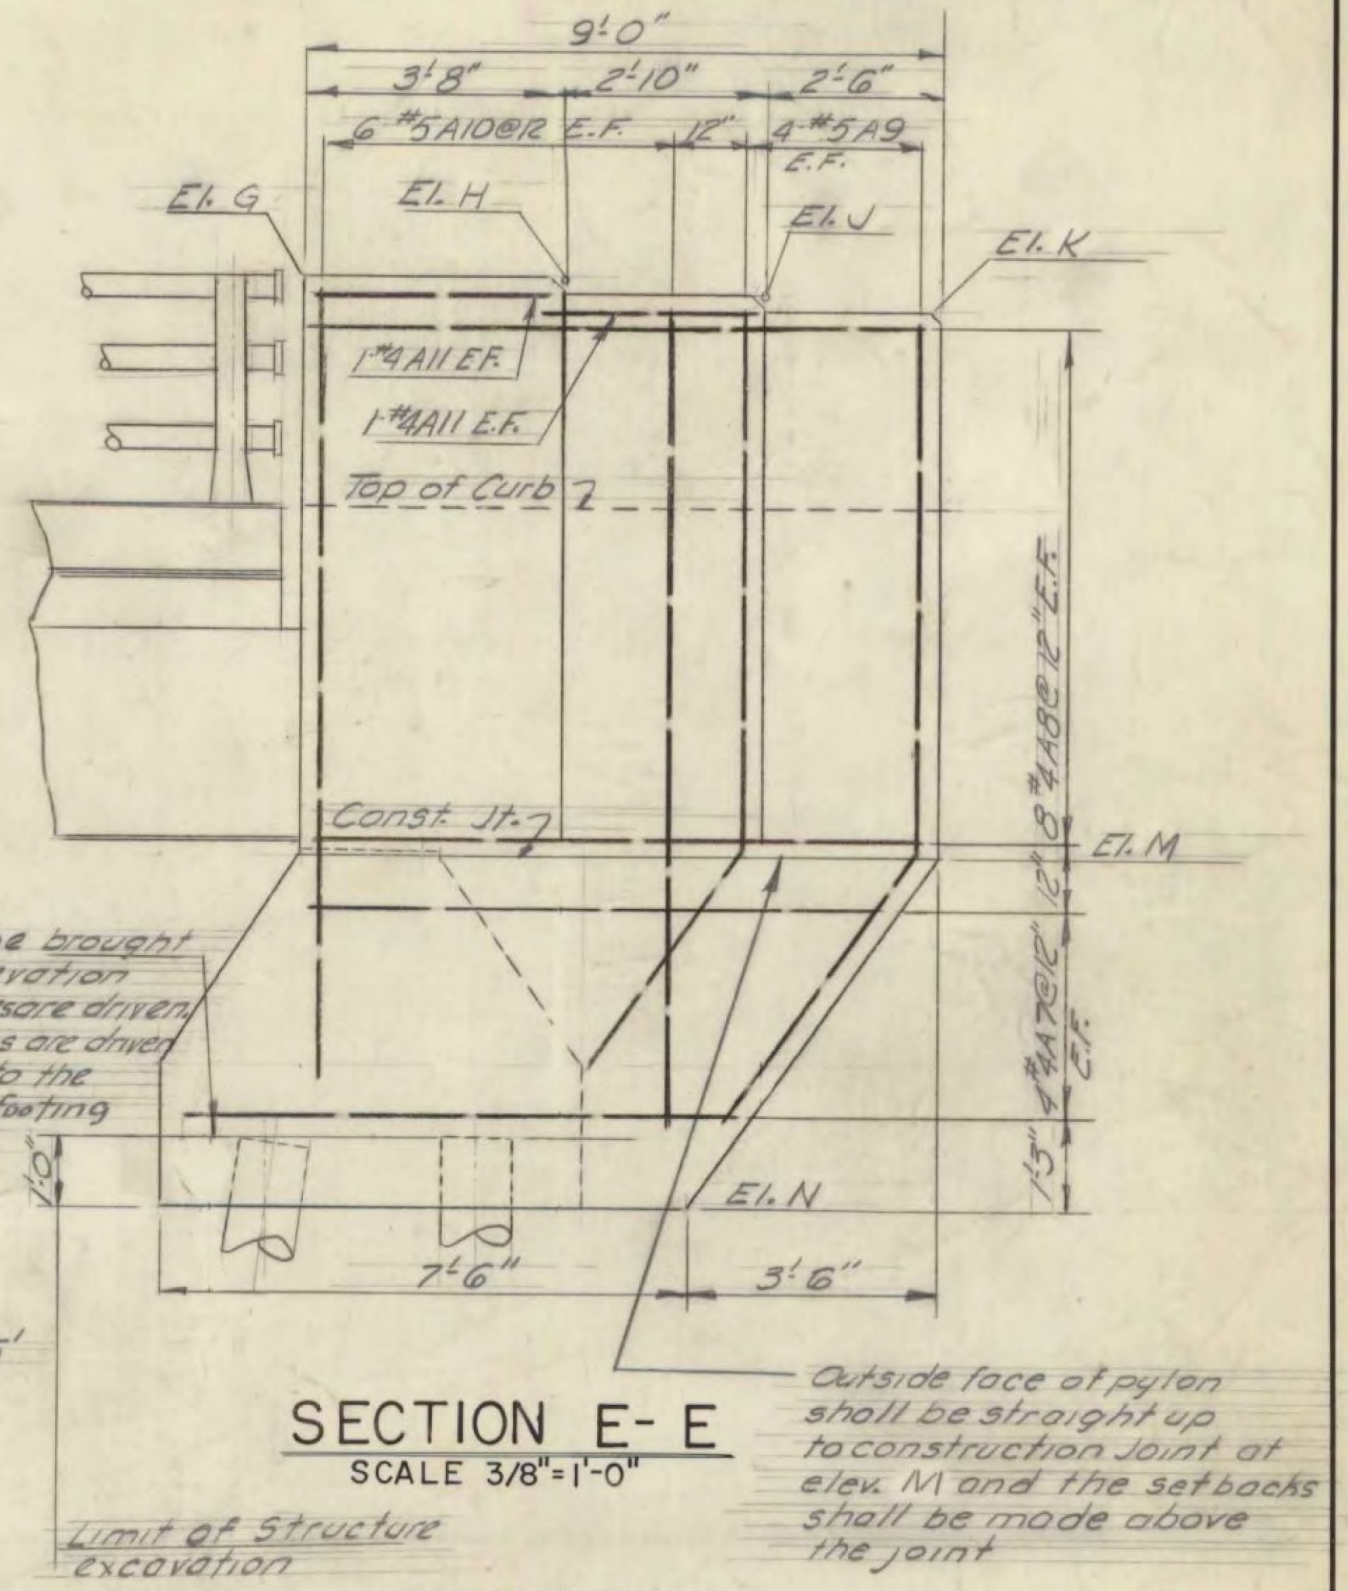 9'-0"
3'-8" 2'-10" 2'-6"
6 #5A10@12 E.F. 12" 4-#5A9
E.F.
El. G El. H El. J El. K
1-#4A11 E.F.
1-#4A11 E.F.
Top of Curb
8 #4A8@12" E.F.
Const. Jt.
El. M
12"
4 #4A7@12"
E.F.
1'-3"
be brought
are driven
s are driven
to the
footing
1'-0"
El. N
7'-6" 3'-6"
SECTION E-E
SCALE 3/8"=1'-0"
Outside face of pylon
shall be straight up
to construction Joint at
elev. M and the setbacks
shall be made above
the joint
Limit of Structure
excavation